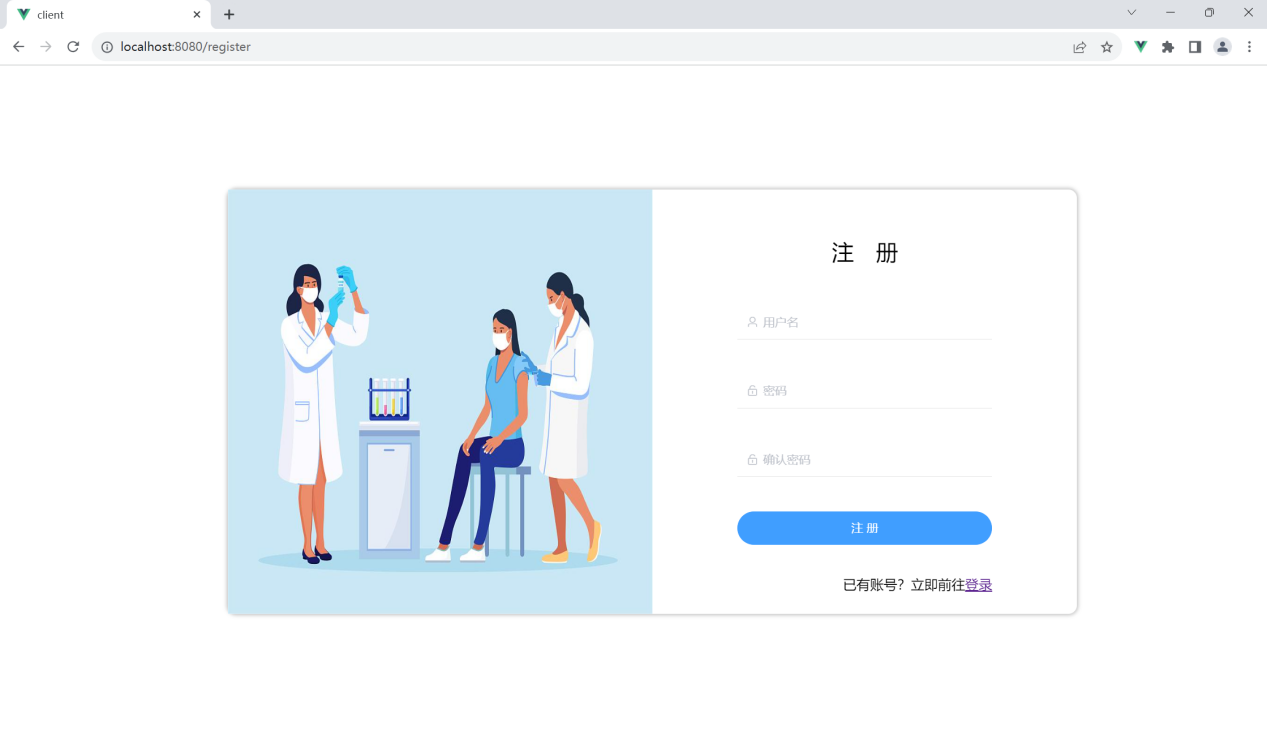 client
localhost:8080/register
注 册
用户名
密码
确认密码
注 册
已有账号？立即前往登录